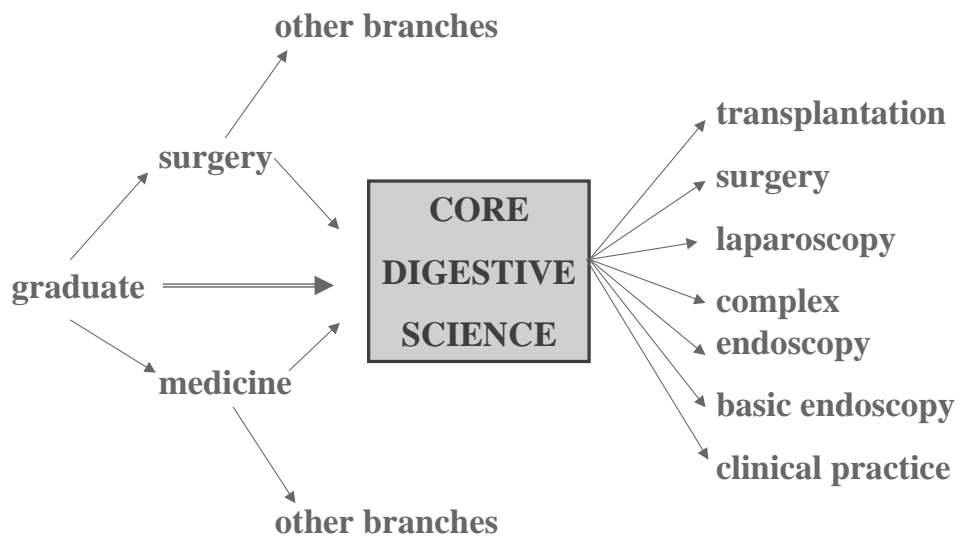 other branches
surgery
graduate
medicine
other branches
CORE
DIGESTIVE
SCIENCE
transplantation
surgery
laparoscopy
complex
endoscopy
basic endoscopy
clinical practice